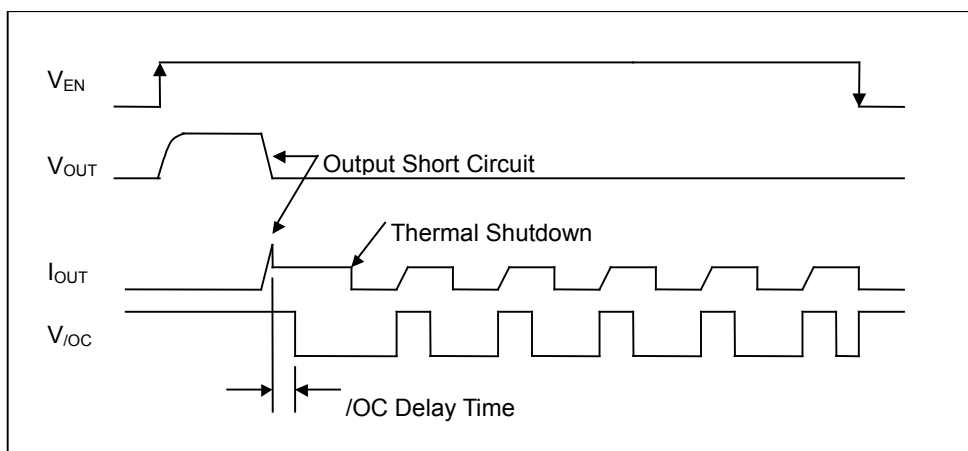 VEN
VOUT
Output Short Circuit
Thermal Shutdown
IOUT
V/OC
/OC Delay Time